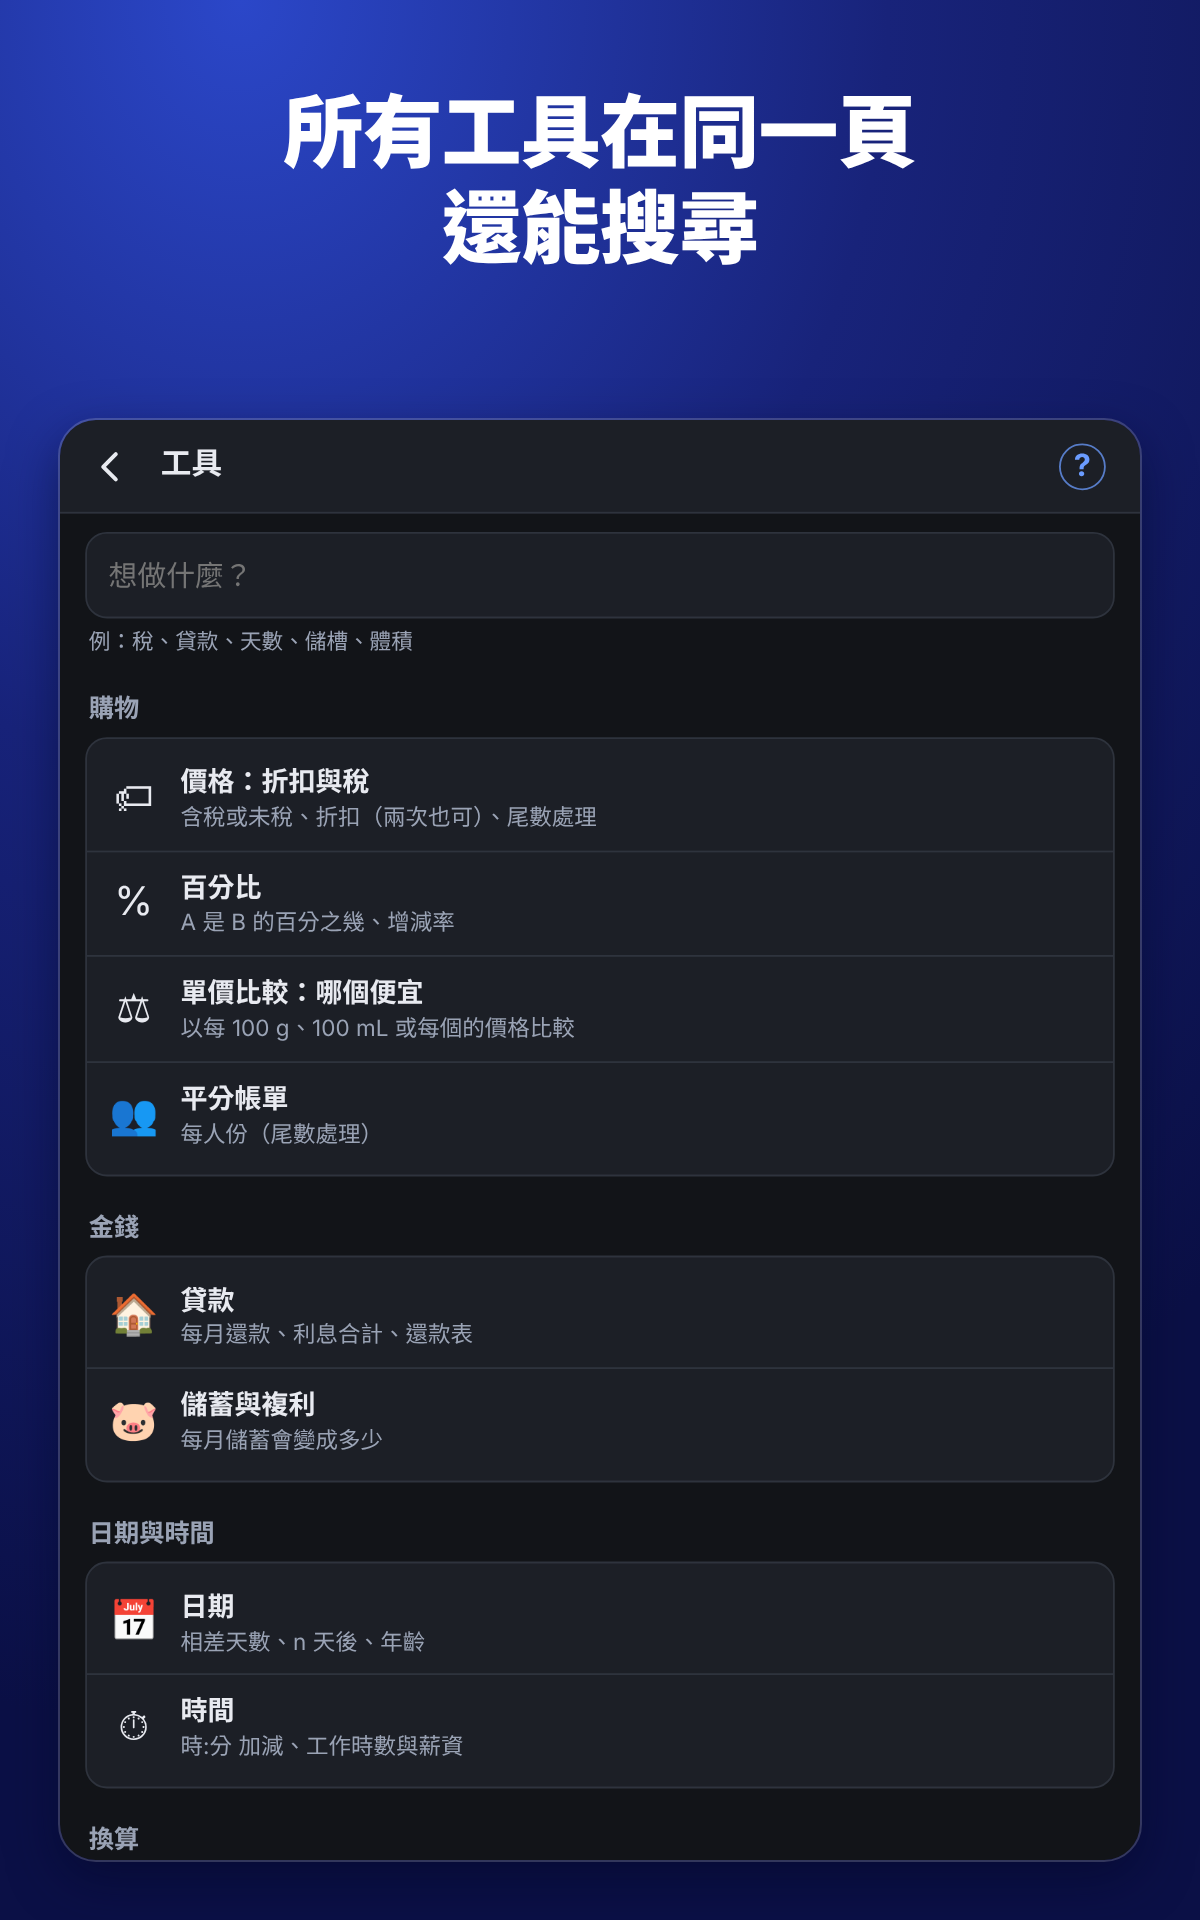 所有工具在同一頁
還能搜尋
工具
?
想做什麼？
例：稅、貸款、天數、儲槽、體積
購物
價格：折扣與稅
含稅或未稅、折扣（兩次也可）、尾數處理
%
百分比
A 是 B 的百分之幾、增減率
單價比較：哪個便宜
以每 100 g、100 mL 或每個的價格比較
平分帳單
每人份（尾數處理）
金錢
貸款
每月還款、利息合計、還款表
儲蓄與複利
每月儲蓄會變成多少
日期與時間
July
17
日期
相差天數、n 天後、年齡
時間
時:分 加減、工作時數與薪資
換算